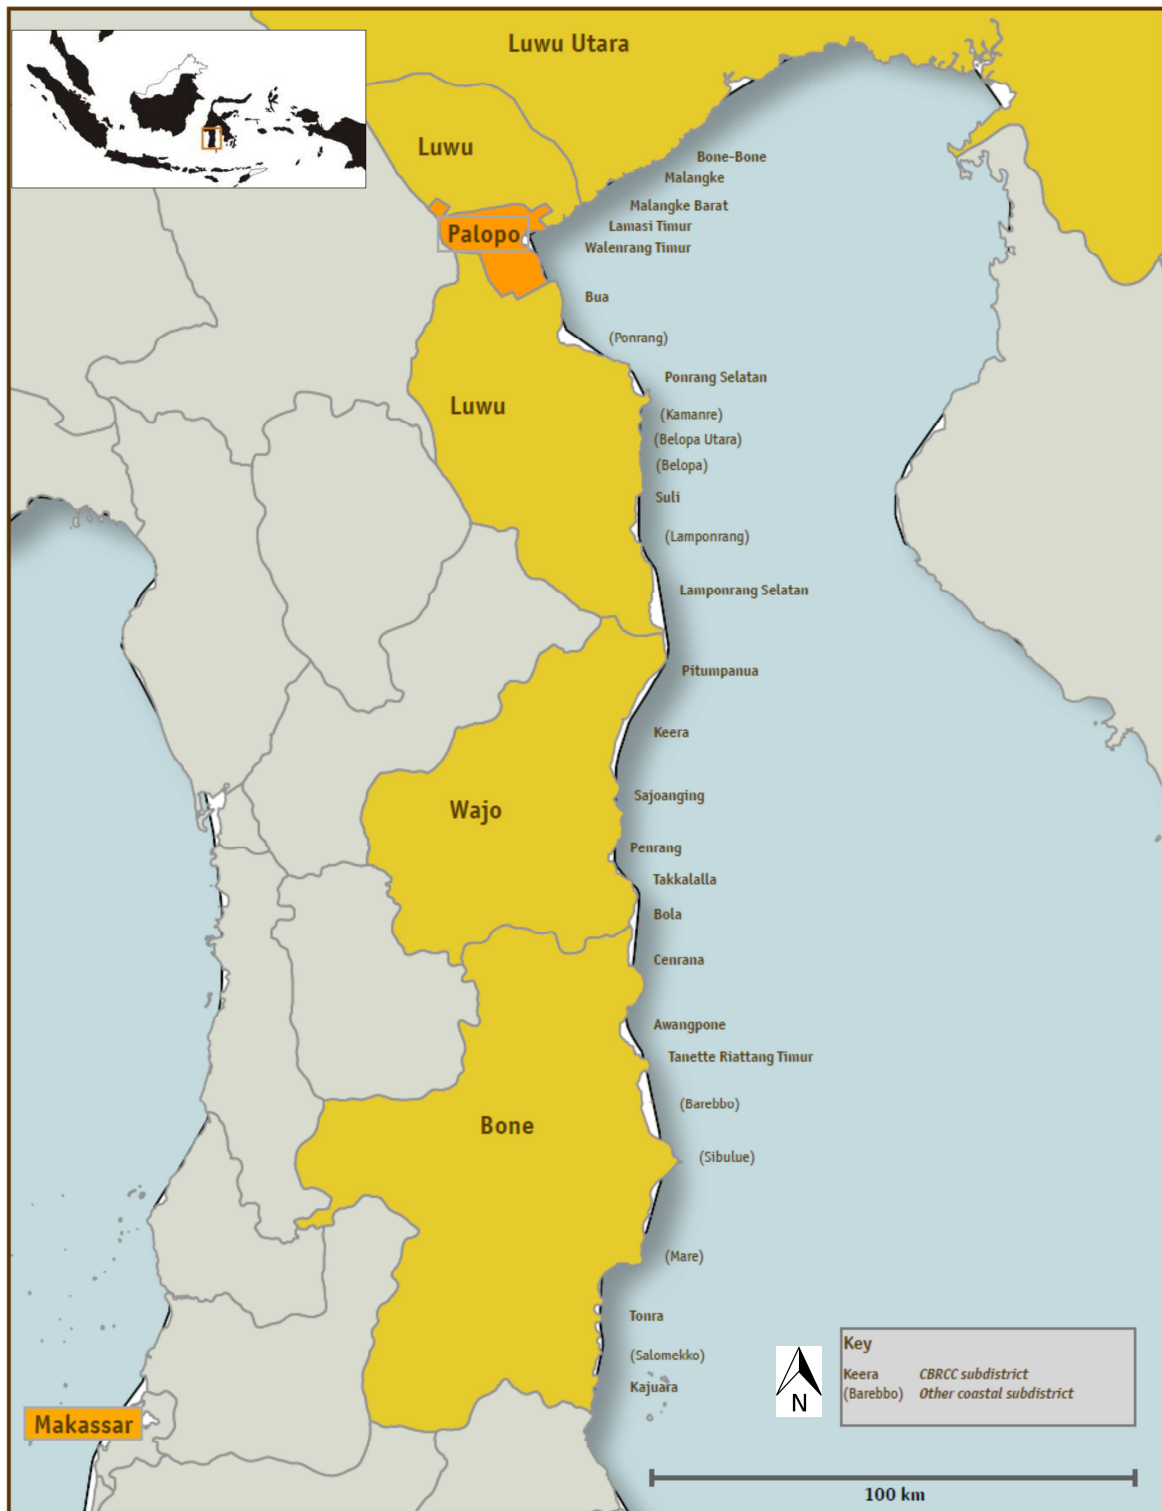 Luwu Utara
Luwu
Bone-Bone
Malangke
Malangke Barat
Lamasi Timur
Palopo
Walenrang Timur
Bua
(Ponrang)
Ponrang Selatan
Luwu
(Kamanre)
(Belopa Utara)
(Belopa)
Suli
(Lamponrang)
Lamponrang Selatan
Pitumpanua
Keera
Sajoanging
Wajo
Penrang
Takkalalla
Bola
Cenrana
Awangpone
Tanette Riattang Timur
(Barebbo)
Bone
(Sibulue)
(Mare)
Tonra
(Salomekko)
Kajuara
Makassar
N
Key
Keera CBRCC subdistrict
(Barebbo) Other coastal subdistrict
100 km